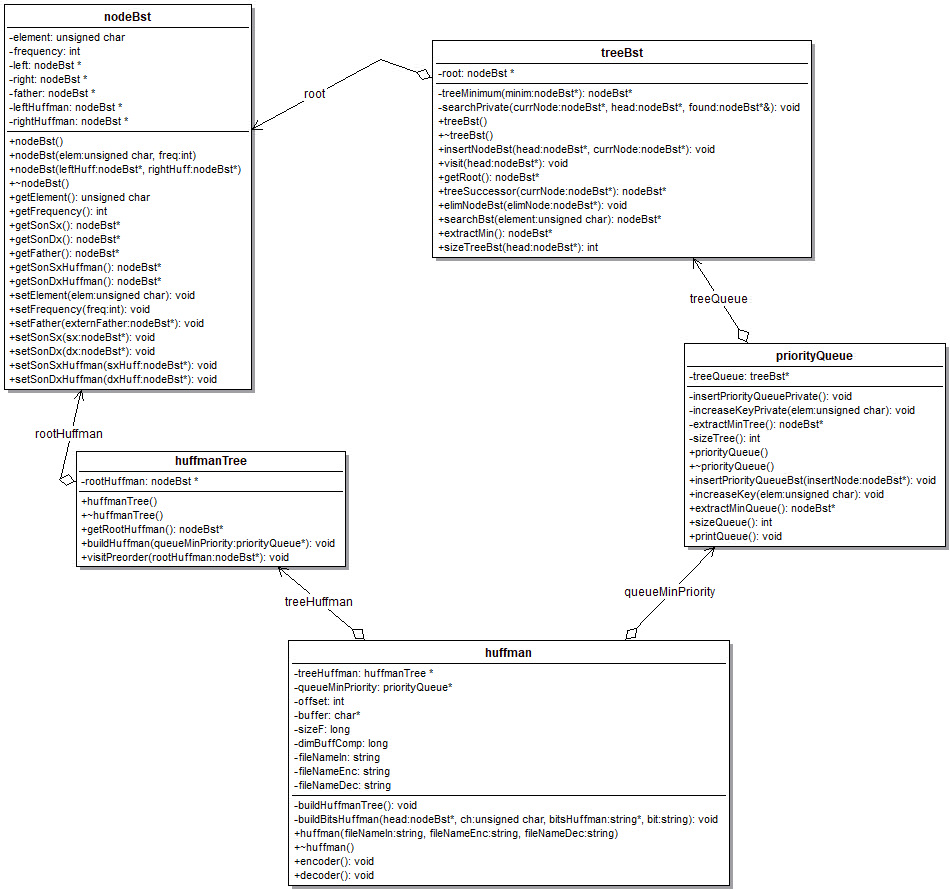 nodeBst
-element: unsigned char
-frequency: int
-left: nodeBst *
-right: nodeBst *
-father: nodeBst *
-leftHuffman: nodeBst *
-rightHuffman: nodeBst *
+nodeBst()
+nodeBst(elem:unsigned char, freq:int)
+nodeBst(leftHuff:nodeBst*, rightHuff:nodeBst*)
+~nodeBst()
+getElement(): unsigned char
+getFrequency(): int
+getSonSx(): nodeBst*
+getSonDx(): nodeBst*
+getFather(): nodeBst*
+getSonSxHuffman(): nodeBst*
+getSonDxHuffman(): nodeBst*
+setElement(elem:unsigned char): void
+setFrequency(freq:int): void
+setFather(externFather:nodeBst*): void
+setSonSx(sx:nodeBst*): void
+setSonDx(dx:nodeBst*): void
+setSonSxHuffman(sxHuff:nodeBst*): void
+setSonDxHuffman(dxHuff:nodeBst*): void
root
treeBst
-root: nodeBst *
-treeMinimum(minim:nodeBst*): nodeBst*
-searchPrivate(currNode:nodeBst*, head:nodeBst*, found:nodeBst*&): void
+treeBst()
+~treeBst()
+insertNodeBst(head:nodeBst*, currNode:nodeBst*): void
+visit(head:nodeBst*): void
+getRoot(): nodeBst*
+treeSuccessor(currNode:nodeBst*): nodeBst*
+elimNodeBst(elimNode:nodeBst*): void
+searchBst(element:unsigned char): nodeBst*
+extractMin(): nodeBst*
+sizeTreeBst(head:nodeBst*): int
treeQueue
priorityQueue
-treeQueue: treeBst*
-insertPriorityQueuePrivate(): void
-increaseKeyPrivate(elem:unsigned char): void
-extractMinTree(): nodeBst*
-sizeTree(): int
+priorityQueue()
+~priorityQueue()
+insertPriorityQueueBst(insertNode:nodeBst*): void
+increaseKey(elem:unsigned char): void
+extractMinQueue(): nodeBst*
+sizeQueue(): int
+printQueue(): void
rootHuffman
huffmanTree
-rootHuffman: nodeBst *
+huffmanTree()
+~huffmanTree()
+getRootHuffman(): nodeBst*
+buildHuffman(queueMinPriority:priorityQueue*): void
+visitPreorder(rootHuffman:nodeBst*): void
treeHuffman
queueMinPriority
huffman
-treeHuffman: huffmanTree *
-queueMinPriority: priorityQueue*
-offset: int
-buffer: char*
-sizeF: long
-dimBuffComp: long
-fileNameIn: string
-fileNameEnc: string
-fileNameDec: string
-buildHuffmanTree(): void
-buildBitsHuffman(head:nodeBst*, ch:unsigned char, bitsHuffman:string*, bit:string): void
+huffman(fileNameIn:string, fileNameEnc:string, fileNameDec:string)
+~huffman()
+encoder(): void
+decoder(): void